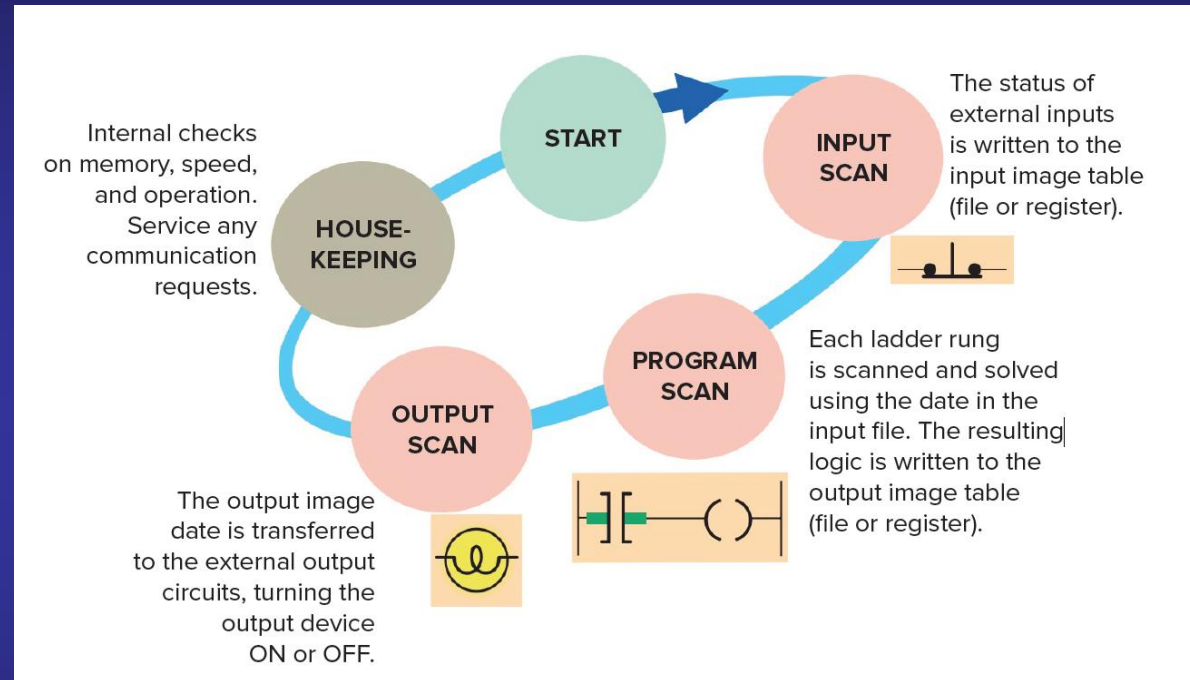 START
INPUT
SCAN
The status of
external inputs
is written to the
input image table
(file or register).
PROGRAM
SCAN
Each ladder rung
is scanned and solved
using the date in the
input file. The resulting
logic is written to the
output image table
(file or register).
OUTPUT
SCAN
The output image
date is transferred
to the external output
circuits, turning the
output device
ON or OFF.
HOUSE-
KEEPING
Internal checks
on memory, speed,
and operation.
Service any
communication
requests.